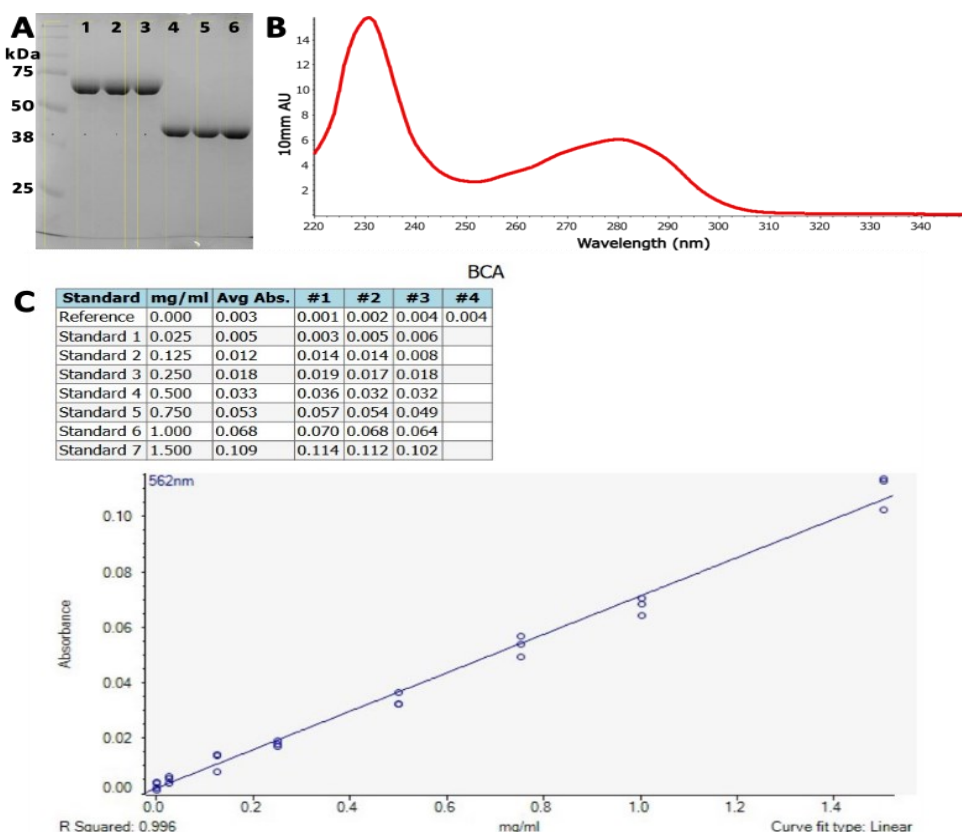 A
1 2 3 4 5 6
kDa
75
50
38
25
B
10mm AU
14
12
10
8
6
4
2
220 230 240 250 260 270 280 290 300 310 320 330 340
Wavelength (nm)
BCA
C
Standard mg/ml Avg Abs. #1 #2 #3 #4
Reference 0.000 0.003 0.001 0.002 0.004 0.004
Standard 1 0.025 0.005 0.003 0.005 0.006
Standard 2 0.125 0.012 0.014 0.014 0.008
Standard 3 0.250 0.018 0.019 0.017 0.018
Standard 4 0.500 0.033 0.036 0.032 0.032
Standard 5 0.750 0.053 0.057 0.054 0.049
Standard 6 1.000 0.068 0.070 0.068 0.064
Standard 7 1.500 0.109 0.114 0.112 0.102
562nm
Absorbance
0.10
0.08
0.06
0.04
0.02
0.00
0.0 0.2 0.4 0.6 0.8 1.0 1.2 1.4
R Squared: 0.996 mg/ml Curve fit type: Linear